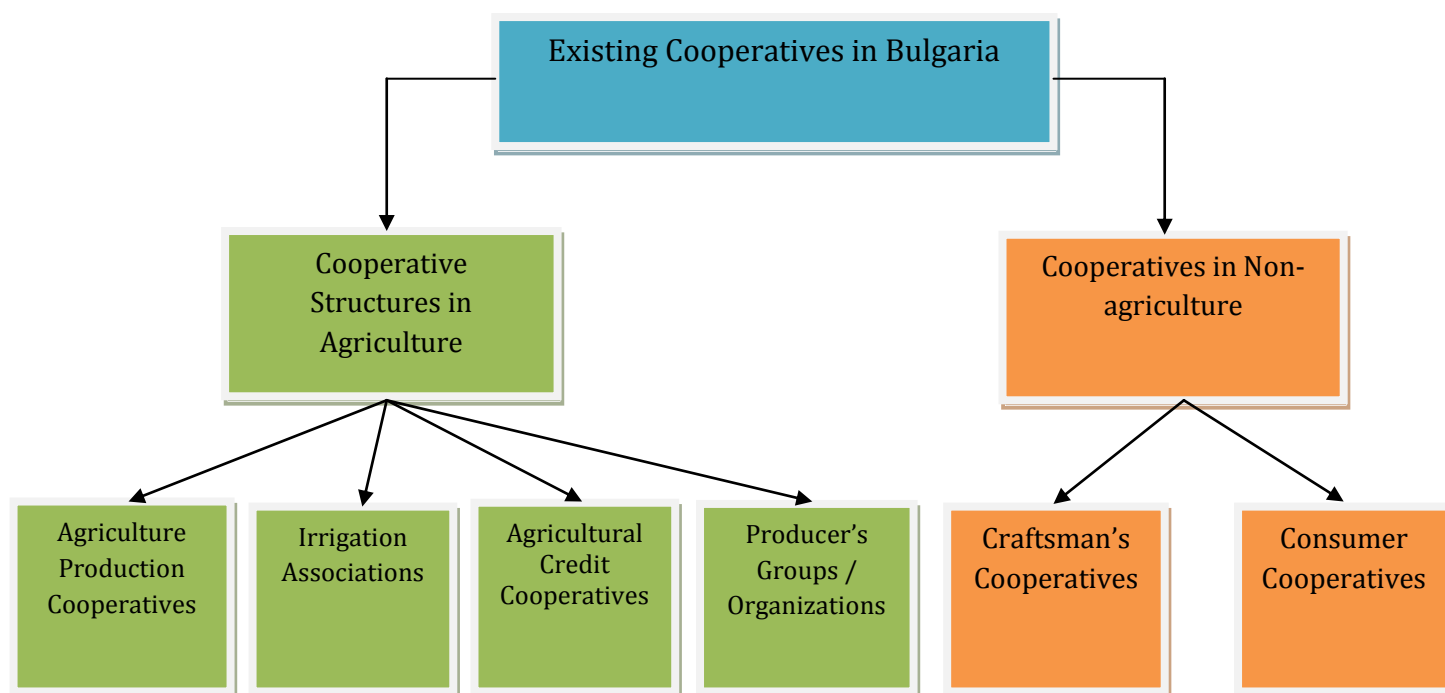 Existing Cooperatives in Bulgaria
Cooperative
Structures in
Agriculture
Cooperatives in Non-
agriculture
Agriculture
Production
Cooperatives
Irrigation
Associations
Agricultural
Credit
Cooperatives
Producer’s
Groups /
Organizations
Craftsman’s
Cooperatives
Consumer
Cooperatives